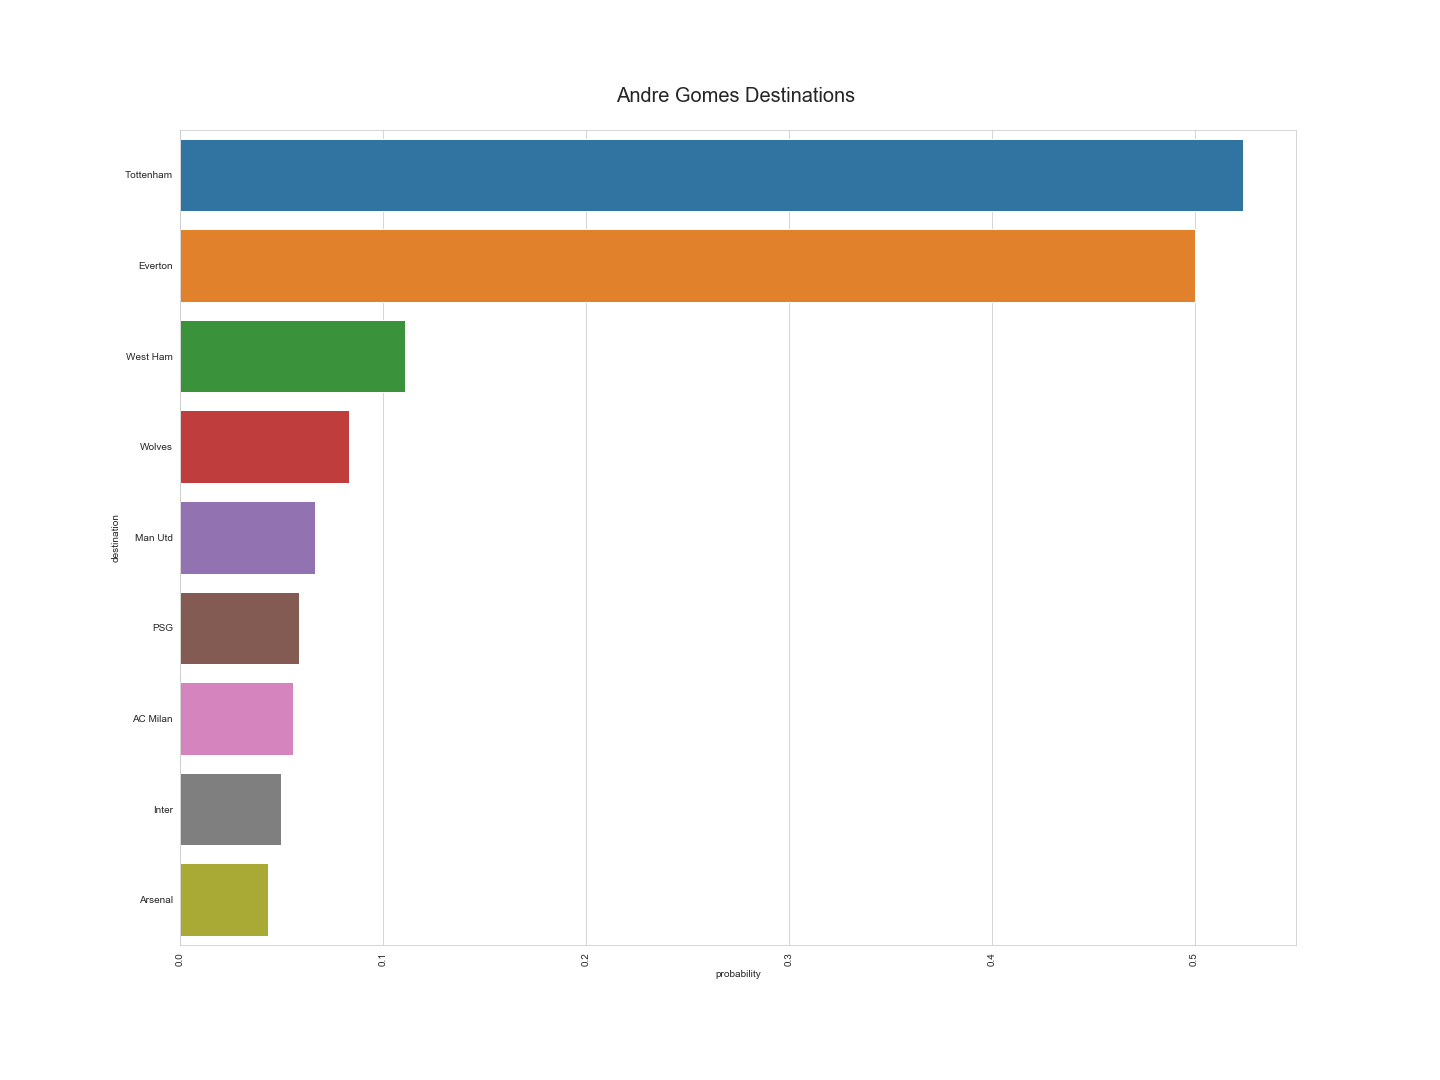 Andre Gomes Destinations
destination
Tottenham
Everton
West Ham
Wolves
Man Utd
PSG
AC Milan
Inter
Arsenal
0.0 0.1 0.2 0.3 0.4 0.5
probability